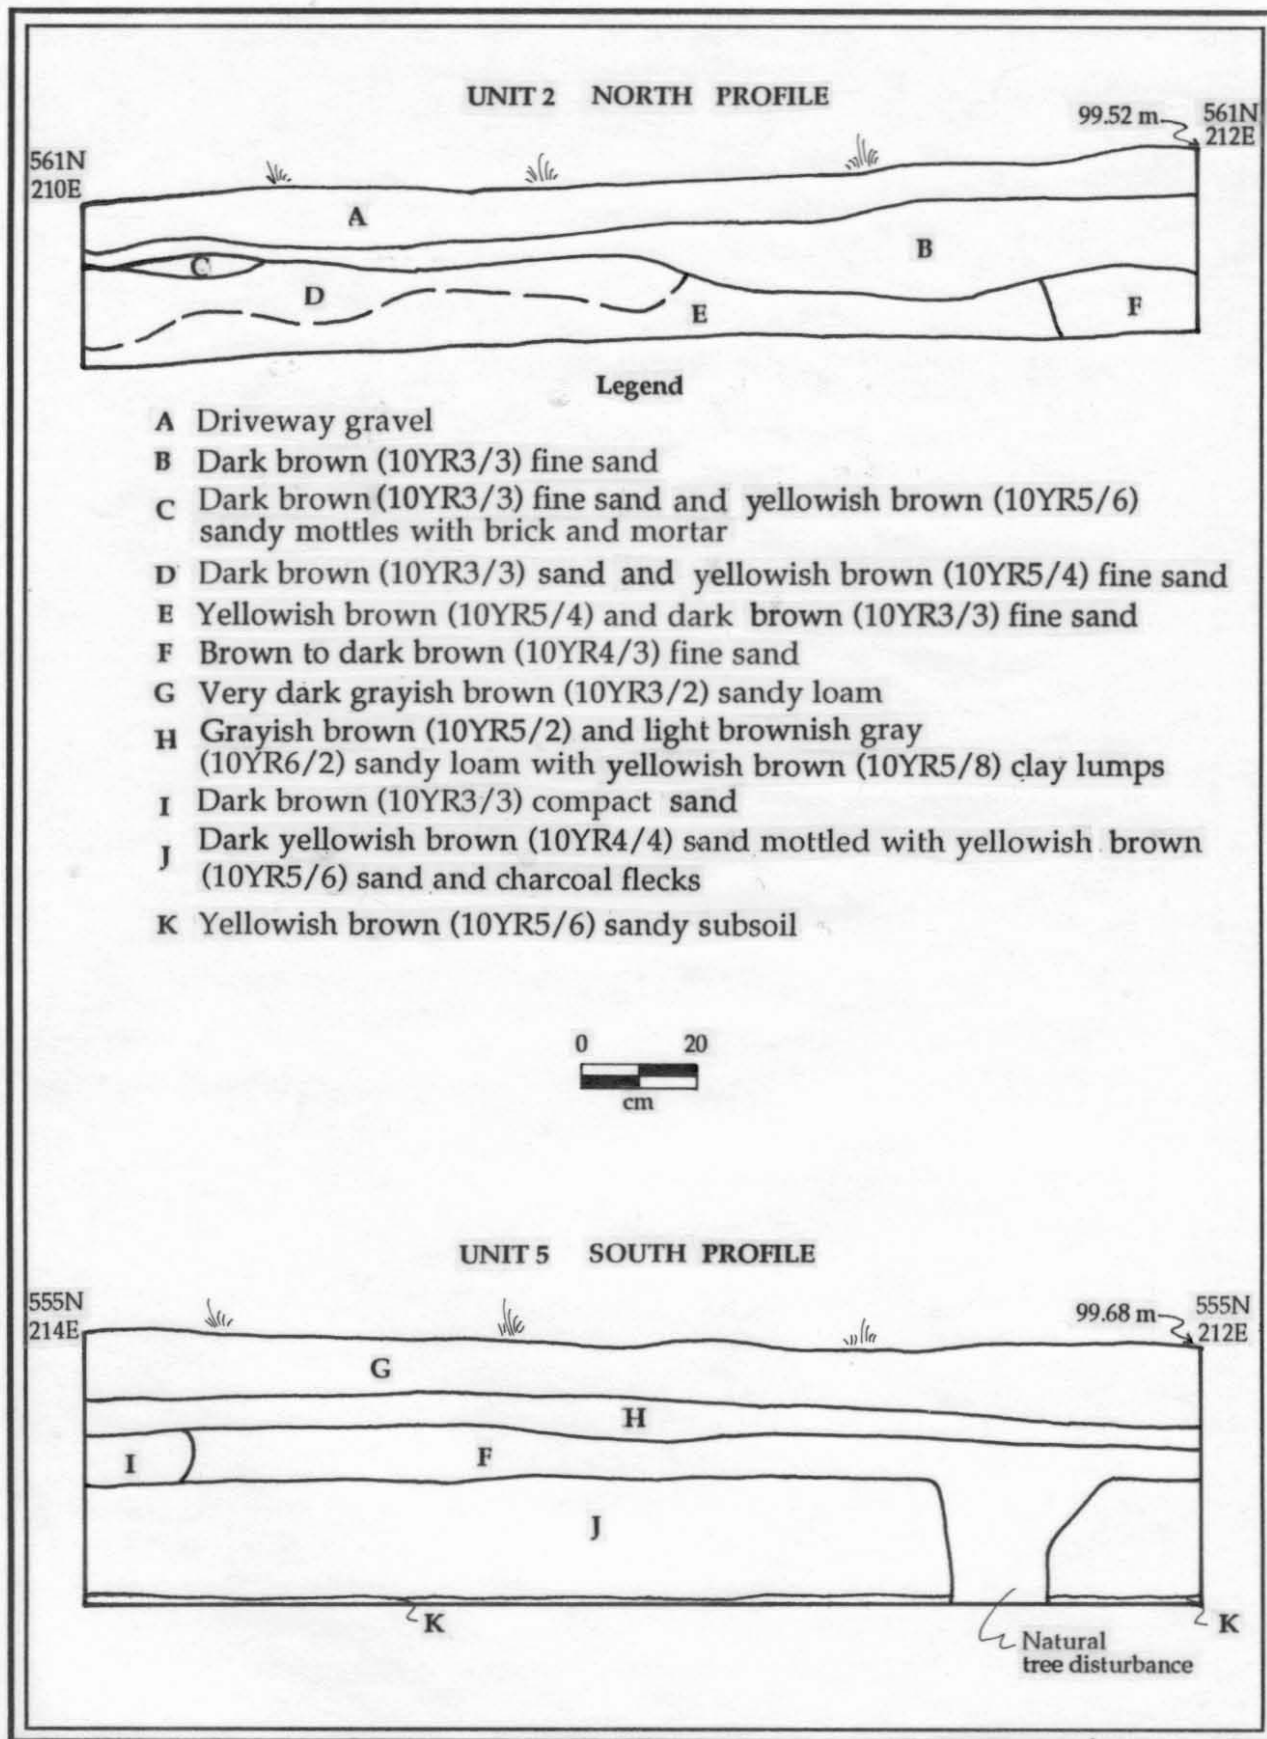 UNIT 2 NORTH PROFILE
99.52 m
561N
212E
561N
210E
A
B
C
D
E
F
Legend
A Driveway gravel
B Dark brown (10YR3/3) fine sand
C Dark brown (10YR3/3) fine sand and yellowish brown (10YR5/6)
sandy mottles with brick and mortar
D Dark brown (10YR3/3) sand and yellowish brown (10YR5/4) fine sand
E Yellowish brown (10YR5/4) and dark brown (10YR3/3) fine sand
F Brown to dark brown (10YR4/3) fine sand
G Very dark grayish brown (10YR3/2) sandy loam
H Grayish brown (10YR5/2) and light brownish gray
(10YR6/2) sandy loam with yellowish brown (10YR5/8) clay lumps
I Dark brown (10YR3/3) compact sand
J Dark yellowish brown (10YR4/4) sand mottled with yellowish brown
(10YR5/6) sand and charcoal flecks
K Yellowish brown (10YR5/6) sandy subsoil
0 20
cm
UNIT 5 SOUTH PROFILE
555N
214E
99.68 m
555N
212E
G
H
I
F
J
K
K
Natural
tree disturbance